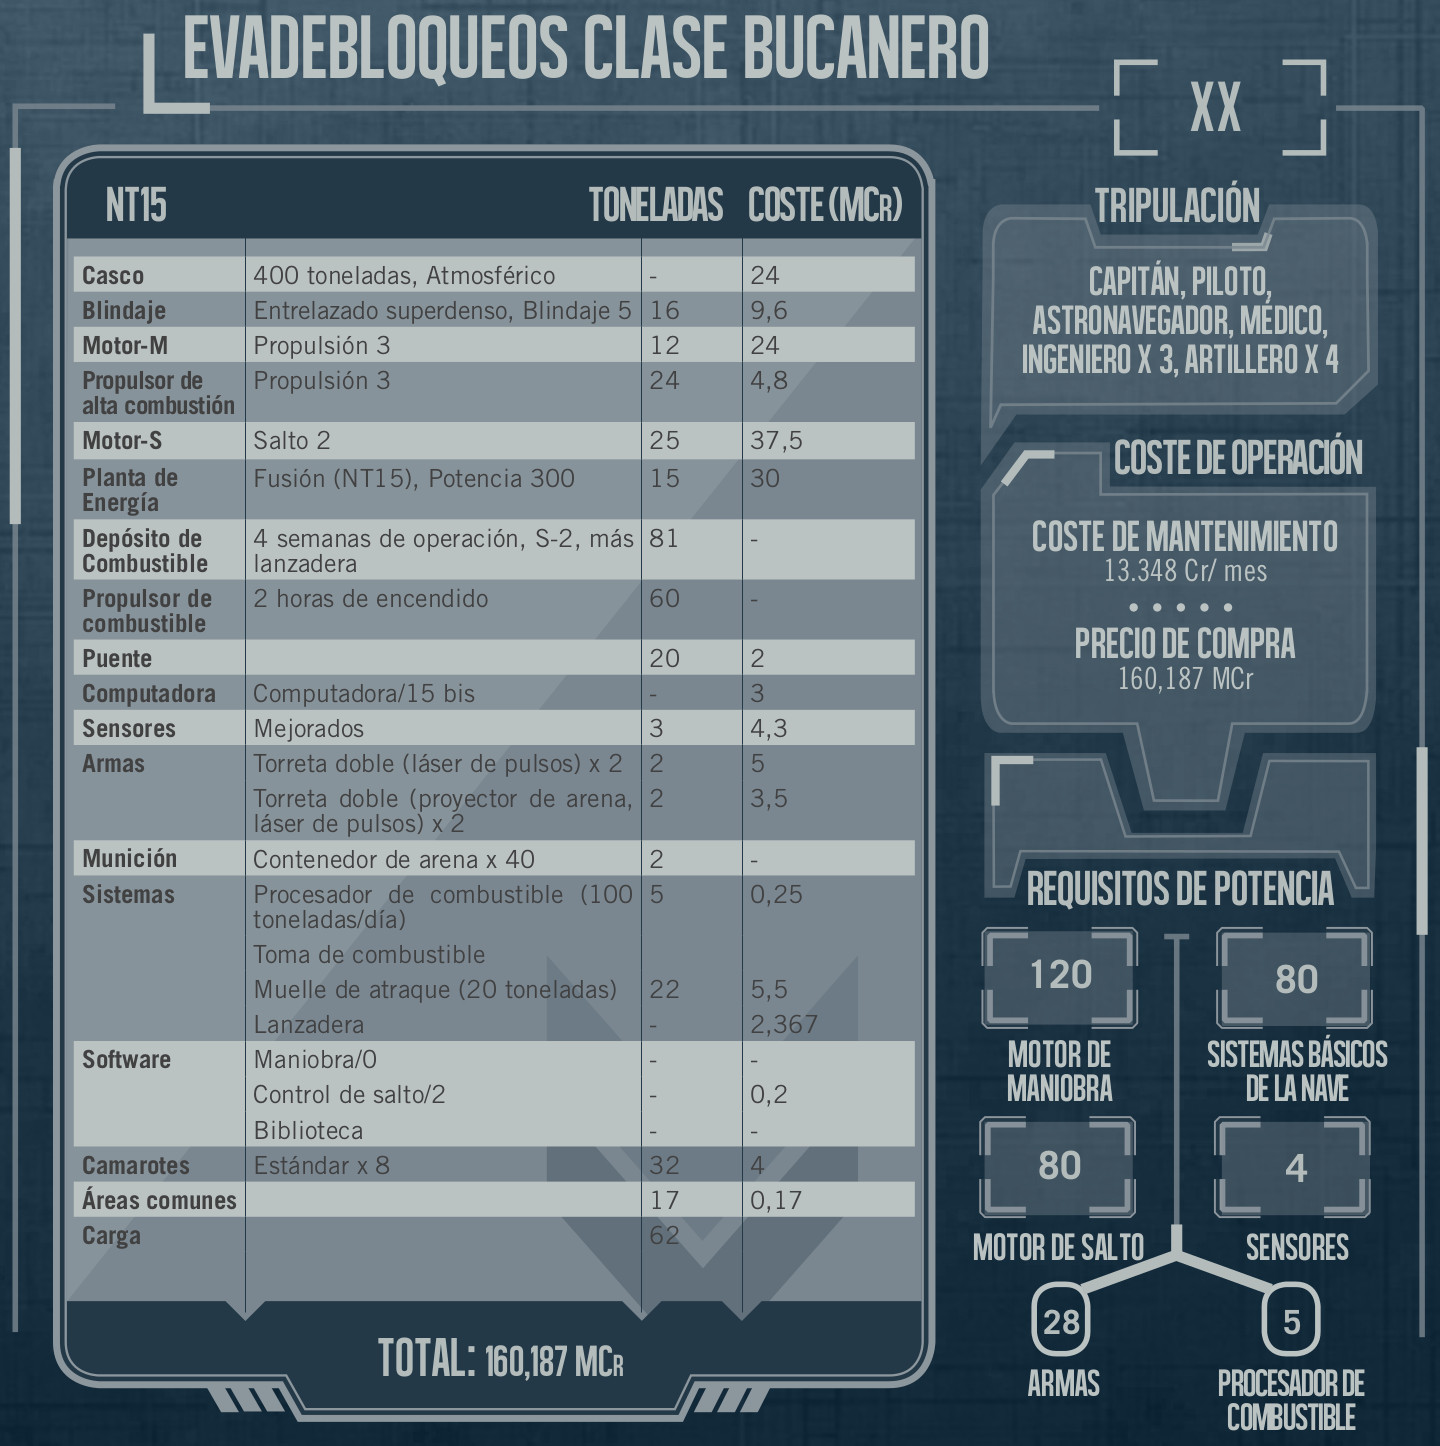 EVADEBLOQUEOS CLASE BUCANERO
XX
NT15 TONELADAS COSTE (MCR)
Casco 400 toneladas, Atmosférico - 24
Blindaje Entrelazado superdenso, Blindaje 5 16 9,6
Motor-M Propulsión 3 12 24
Propulsor de Propulsión 3 24 4,8
alta combustión
Motor-S Salto 2 25 37,5
Planta de Fusión (NT15), Potencia 300 15 30
Energía
Depósito de 4 semanas de operación, S-2, más 81 -
Combustible lanzadera
Propulsor de 2 horas de encendido 60 -
combustible
Puente 20 2
Computadora Computadora/15 bis - 3
Sensores Mejorados 3 4,3
Armas Torreta doble (láser de pulsos) x 2 2 5
Torreta doble (proyector de arena, 2 3,5
láser de pulsos) x 2
Munición Contenedor de arena x 40 2 -
Sistemas Procesador de combustible (100 5 0,25
toneladas/día)
Toma de combustible
Muelle de atraque (20 toneladas) 22 5,5
Lanzadera - 2,367
Software Maniobra/0 - -
Control de salto/2 - 0,2
Biblioteca - -
Camarotes Estándar x 8 32 4
Áreas comunes 17 0,17
Carga 62
TOTAL: 160,187 MCR
TRIPULACIÓN
CAPITÁN, PILOTO,
ASTRONAVEGADOR, MÉDICO,
INGENIERO X 3, ARTILLERO X 4
COSTE DE OPERACIÓN
COSTE DE MANTENIMIENTO
13.348 Cr/ mes
• • • • •
PRECIO DE COMPRA
160,187 MCr
REQUISITOS DE POTENCIA
120
MOTOR DE
MANIOBRA
80
SISTEMAS BÁSICOS
DE LA NAVE
80
MOTOR DE SALTO
4
SENSORES
28
ARMAS
5
PROCESADOR DE
COMBUSTIBLE